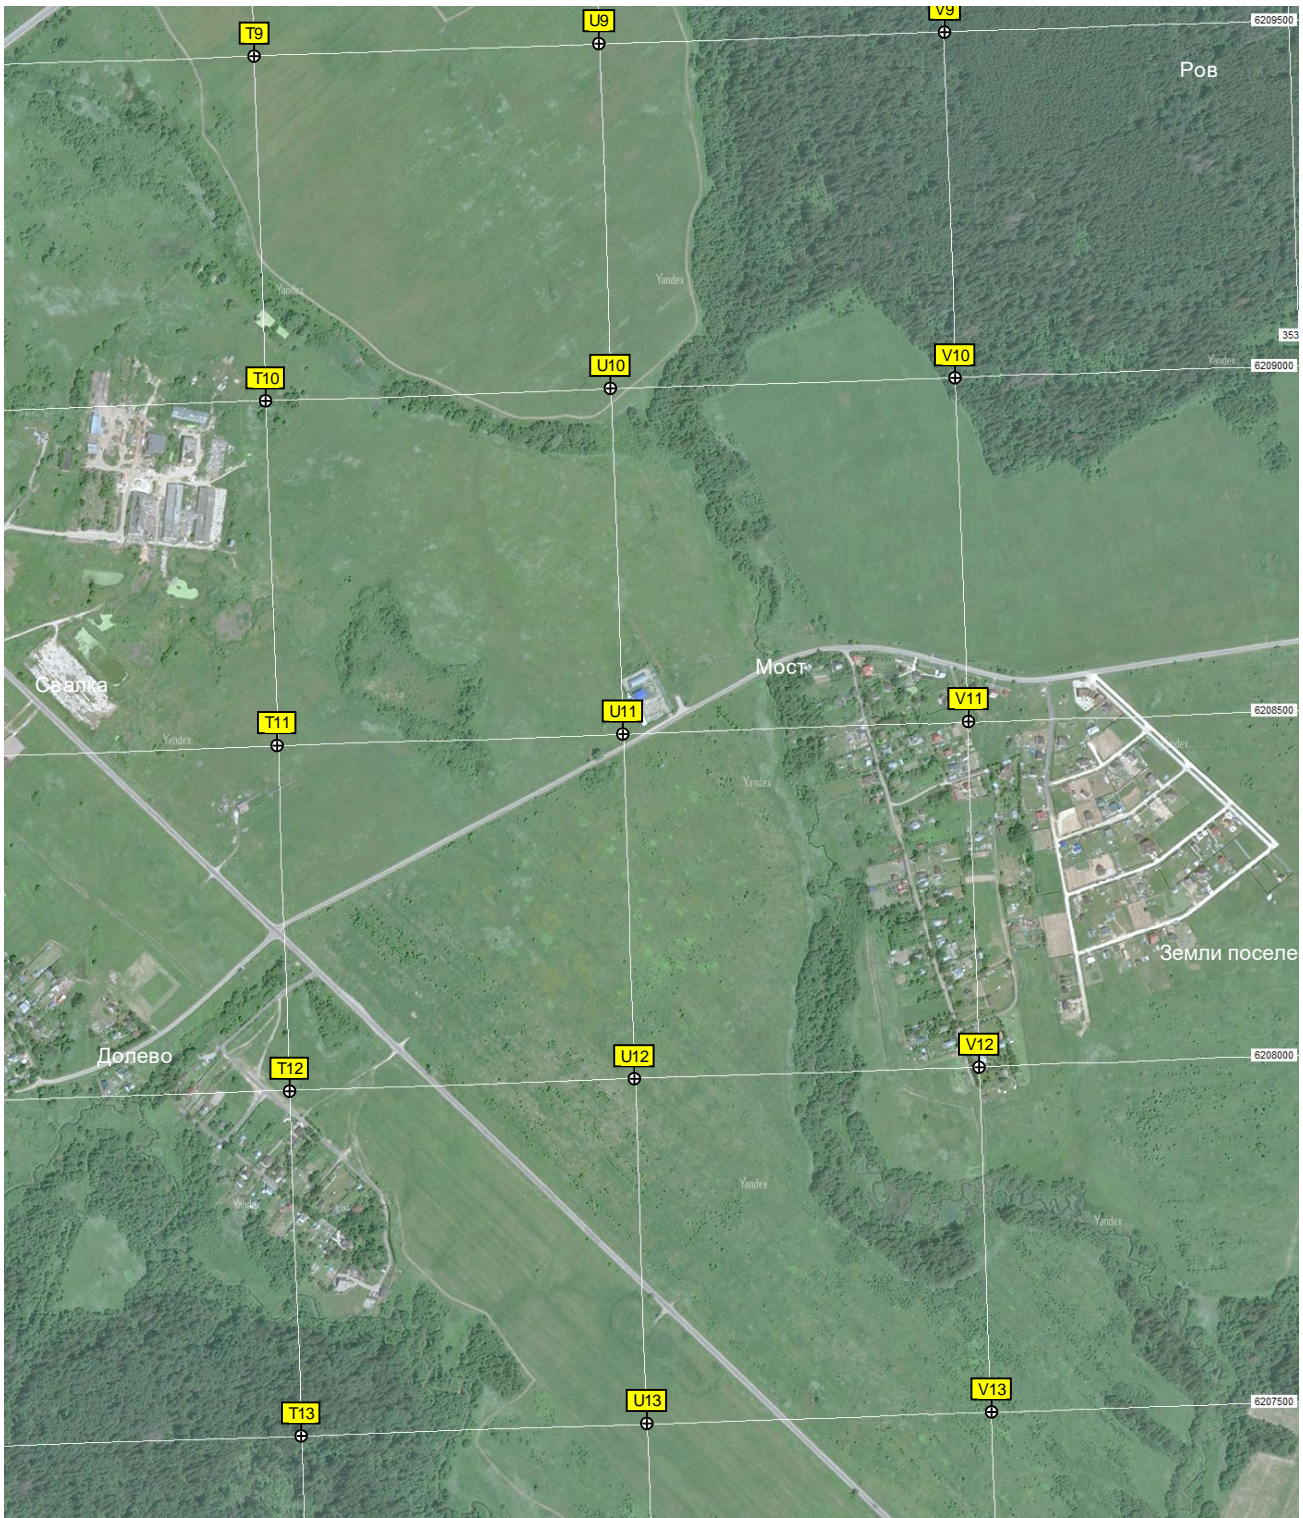 V9
6209500
U9
T9
Ров
Yandex
Yandex
353
V10
Yandex
6209000
U10
T10
Мост
Свалка
V11
U11
6208500
T11
Yandex
Yandex
Yandex
Земли поселе
V12
Долево
U12
6208000
T12
Yandex
Yandex
Yandex
V13
U13
6207500
T13